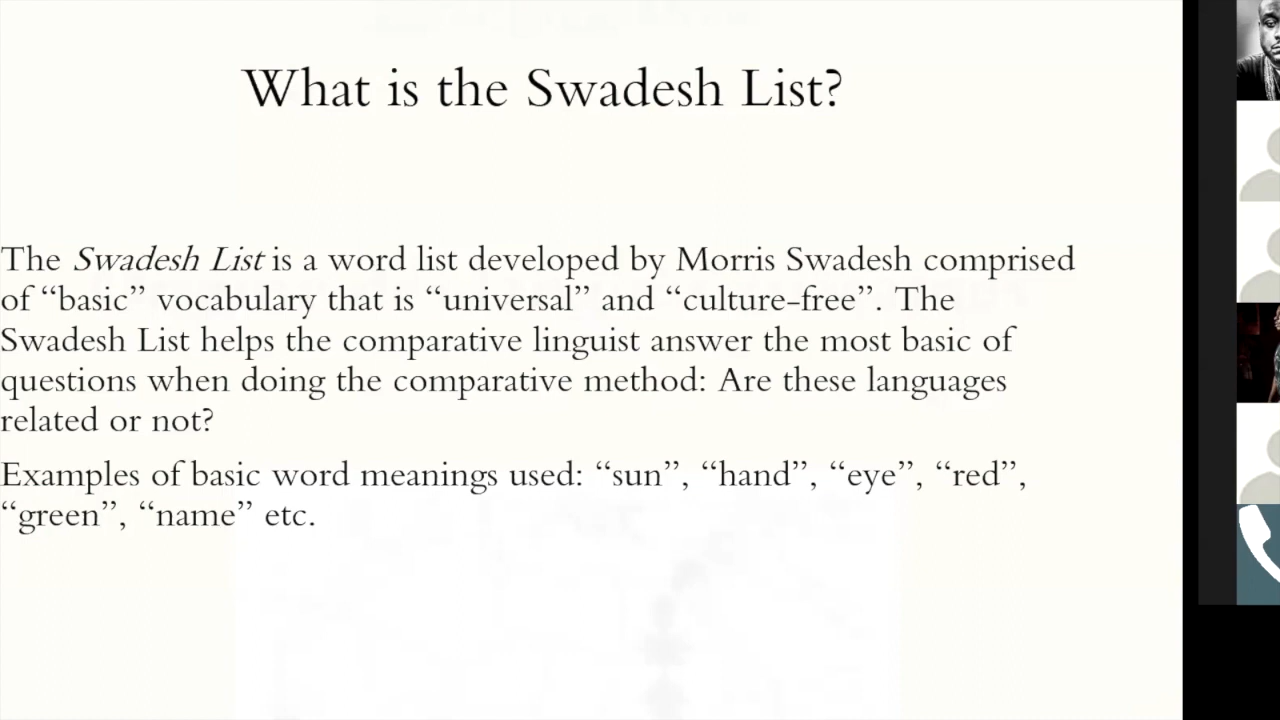 What is the Swadesh List?
The Swadesh List is a word list developed by Morris Swadesh comprised
of “basic” vocabulary that is “universal” and “culture-free”. The
Swadesh List helps the comparative linguist answer the most basic of
questions when doing the comparative method: Are these languages
related or not?
Examples of basic word meanings used: “sun”, “hand”, “eye”, “red”,
“green”, “name” etc.